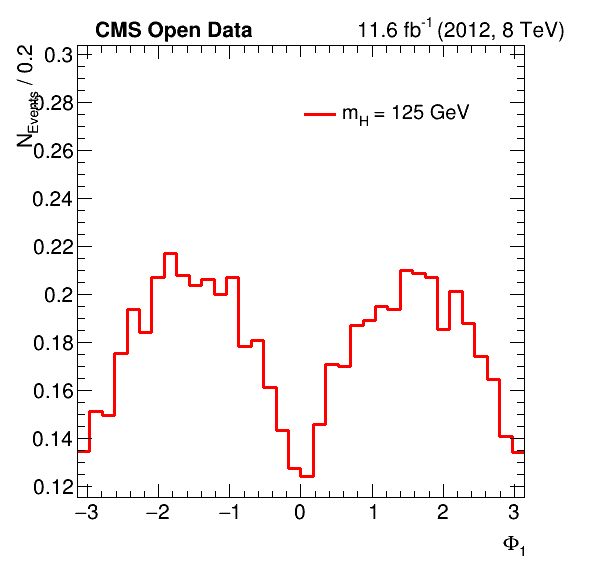 CMS Open Data 11.6 fb⁻¹ (2012, 8 TeV)
N_Events / 0.2
m_H = 125 GeV
0.3
0.28
0.26
0.24
0.22
0.2
0.18
0.16
0.14
0.12
−3 −2 −1 0 1 2 3
Φ₁